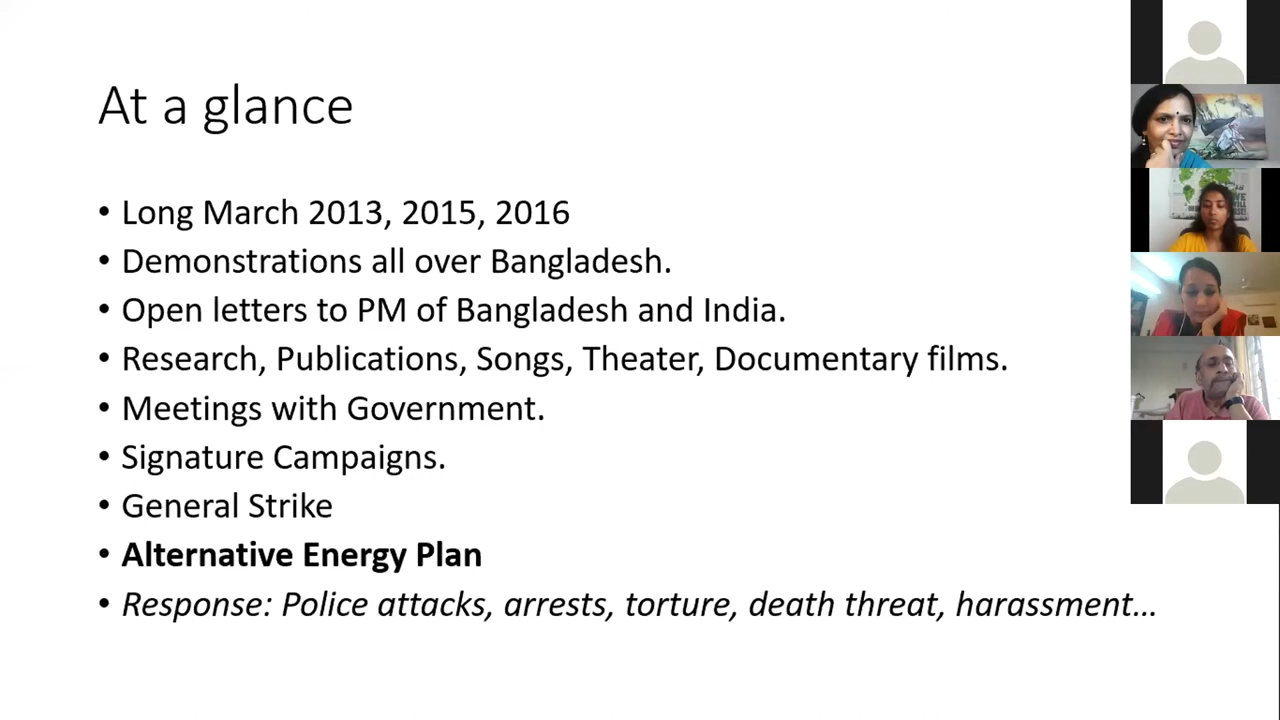 At a glance
• Long March 2013, 2015, 2016
• Demonstrations all over Bangladesh.
• Open letters to PM of Bangladesh and India.
• Research, Publications, Songs, Theater, Documentary films.
• Meetings with Government.
• Signature Campaigns.
• General Strike
• Alternative Energy Plan
• Response: Police attacks, arrests, torture, death threat, harassment…